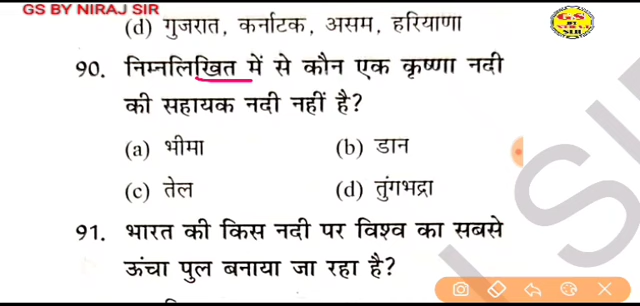 GS BY NIRAJ SIR
(d) गुजरात, कर्नाटक, असम, हरियाणा
90. निम्नलिखित में से कौन एक कृष्णा नदी
की सहायक नदी नहीं है?
(a) भीमा (b) डान
(c) तेल (d) तुंगभद्रा
91. भारत की किस नदी पर विश्व का सबसे
ऊंचा पुल बनाया जा रहा है?